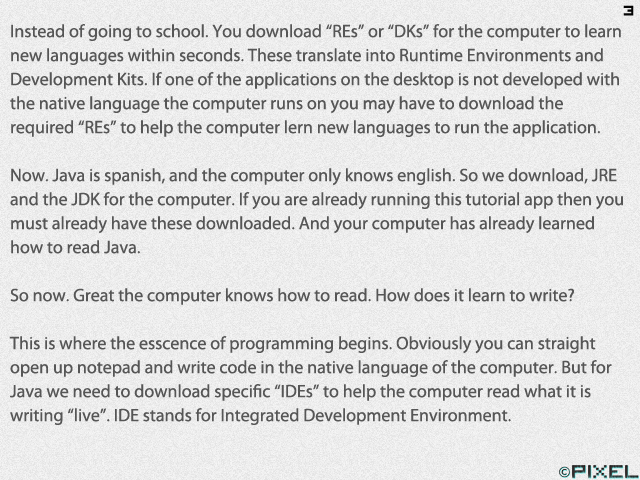 3
Instead of going to school. You download “REs” or “DKs” for the computer to learn
new languages within seconds. These translate into Runtime Environments and
Development Kits. If one of the applications on the desktop is not developed with
the native language the computer runs on you may have to download the
required “REs” to help the computer lern new languages to run the application.
Now. Java is spanish, and the computer only knows english. So we download, JRE
and the JDK for the computer. If you are already running this tutorial app then you
must already have these downloaded. And your computer has already learned
how to read Java.
So now. Great the computer knows how to read. How does it learn to write?
This is where the esscence of programming begins. Obviously you can straight
open up notepad and write code in the native language of the computer. But for
Java we need to download specific “IDEs” to help the computer read what it is
writing “live”. IDE stands for Integrated Development Environment.
©PIXEL